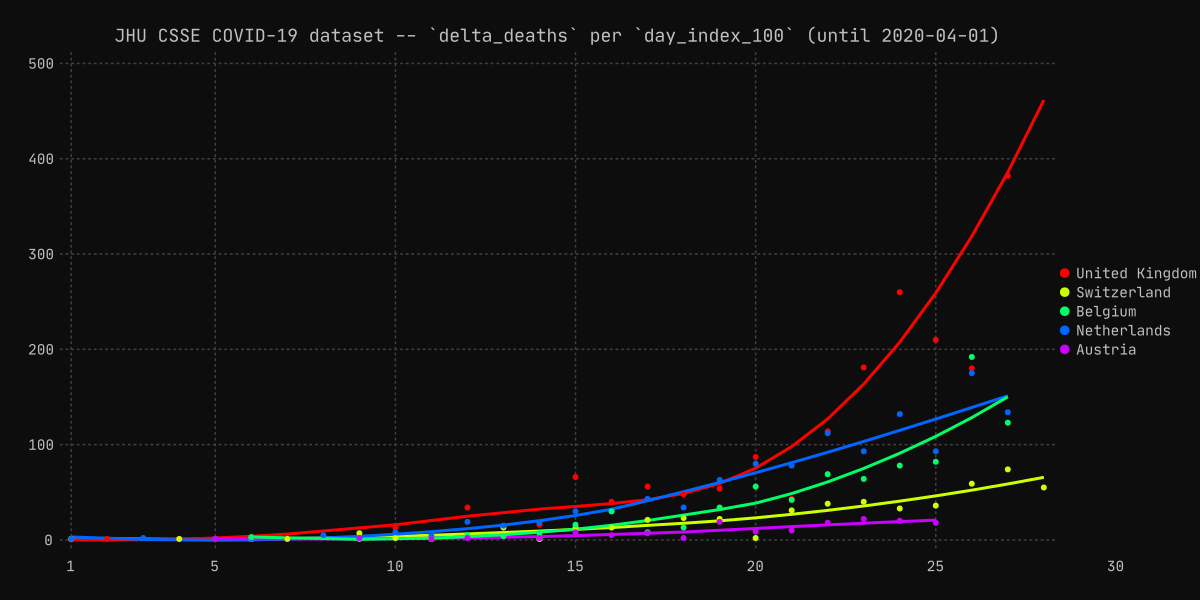 JHU CSSE COVID-19 dataset -- `delta_deaths` per `day_index_100` (until 2020-04-01)
500
400
300
200
100
0
1 5 10 15 20 25 30
United Kingdom
Switzerland
Belgium
Netherlands
Austria